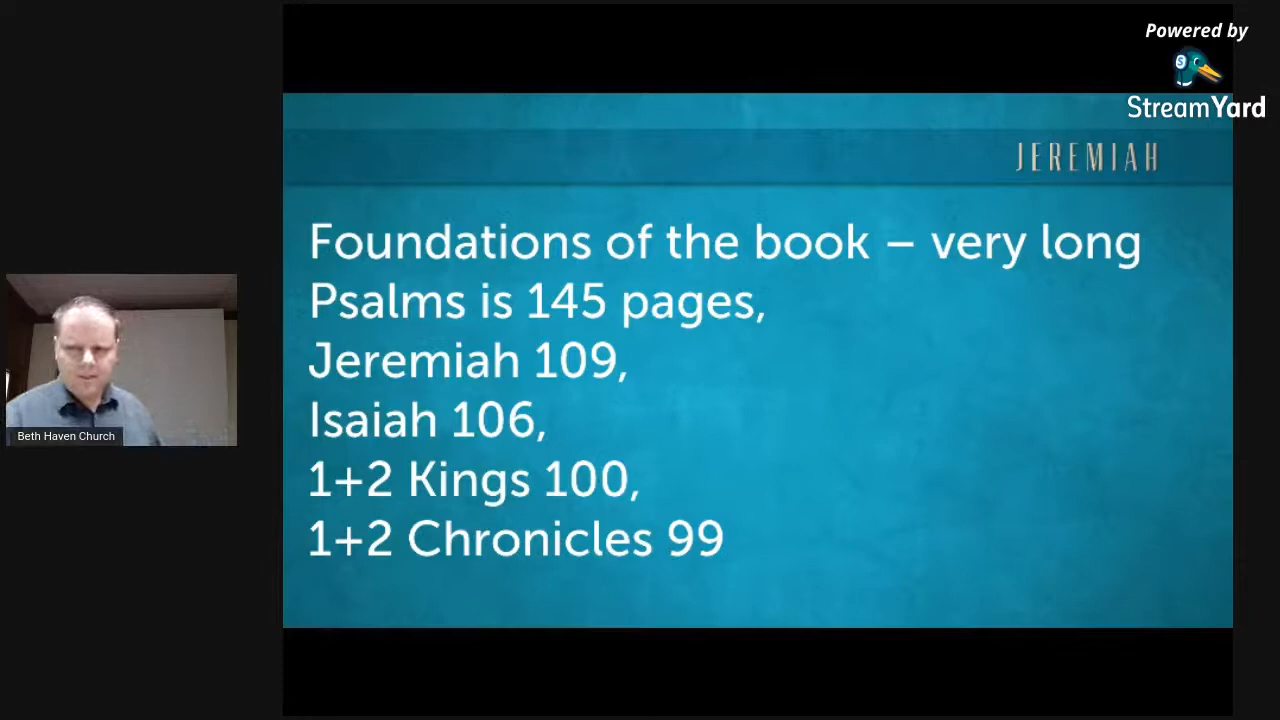 Powered by
StreamYard
JEREMIAH
Foundations of the book – very long
Psalms is 145 pages,
Jeremiah 109,
Isaiah 106,
1+2 Kings 100,
1+2 Chronicles 99
Beth Haven Church